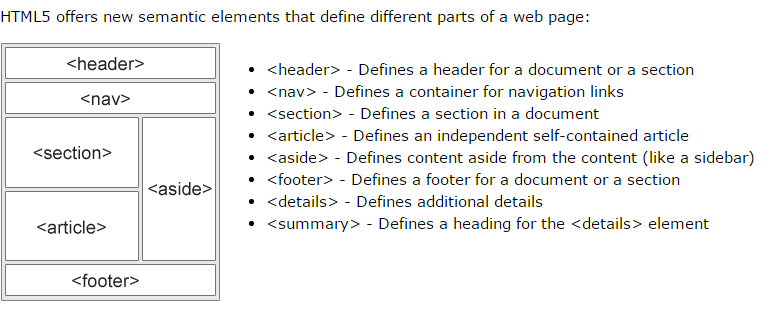 HTML5 offers new semantic elements that define different parts of a web page:
<header>
<nav>
<section>
<aside>
<article>
<footer>
• <header> - Defines a header for a document or a section
• <nav> - Defines a container for navigation links
• <section> - Defines a section in a document
• <article> - Defines an independent self-contained article
• <aside> - Defines content aside from the content (like a sidebar)
• <footer> - Defines a footer for a document or a section
• <details> - Defines additional details
• <summary> - Defines a heading for the <details> element